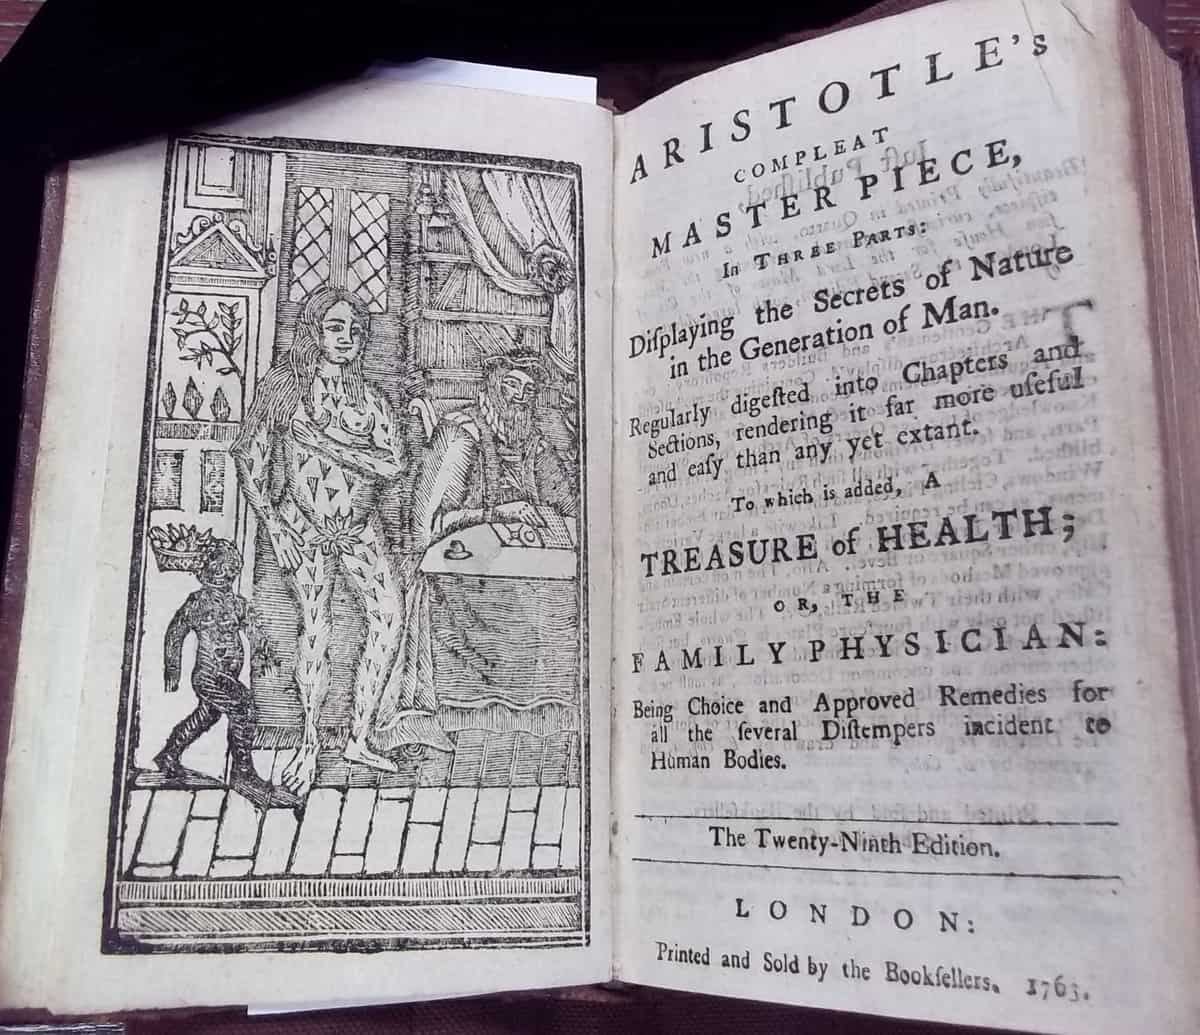 ARISTOTLE's
COMPLEAT
MASTER PIECE,
In THREE PARTS:
Diſplaying the Secrets of Nature
in the Generation of Man.
Regularly digeſted into Chapters and
Sections, rendering it far more uſeful
and eaſy than any yet extant.
To which is added, A
TREASURE of HEALTH;
OR, THE
FAMILY PHYSICIAN:
Being Choice and Approved Remedies for
all the ſeveral Diſtempers incident to
Human Bodies.
The Twenty-Ninth Edition.
LONDON:
Printed and Sold by the Bookſellers. 1763.